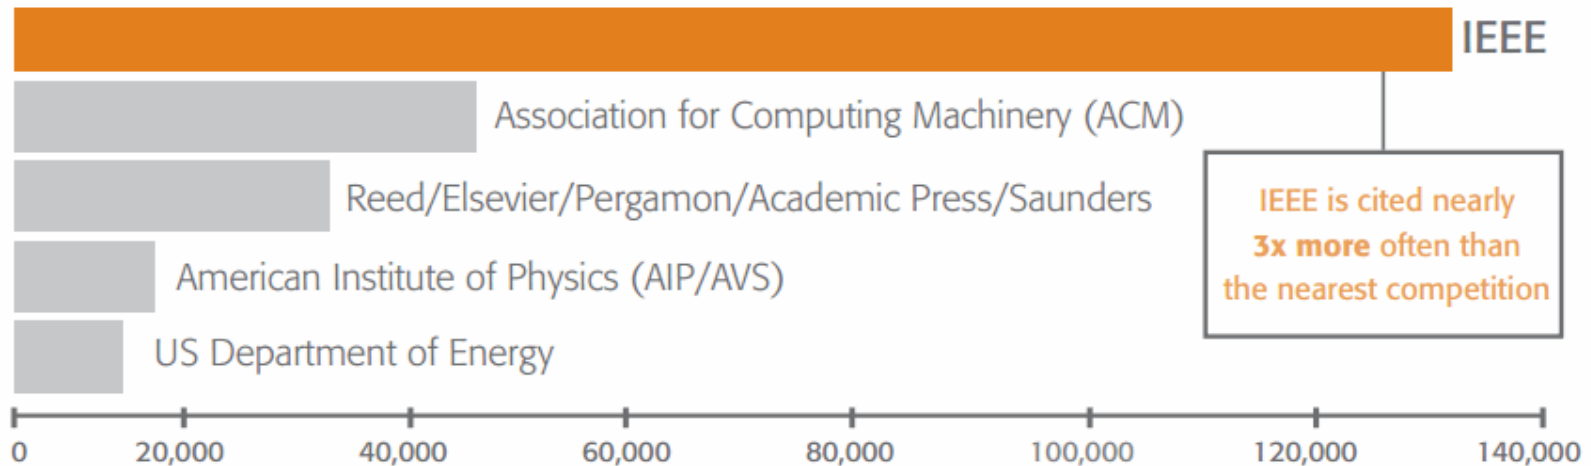 IEEE
Association for Computing Machinery (ACM)
Reed/Elsevier/Pergamon/Academic Press/Saunders
IEEE is cited nearly
3x more often than
the nearest competition
American Institute of Physics (AIP/AVS)
US Department of Energy
0 20,000 40,000 60,000 80,000 100,000 120,000 140,000